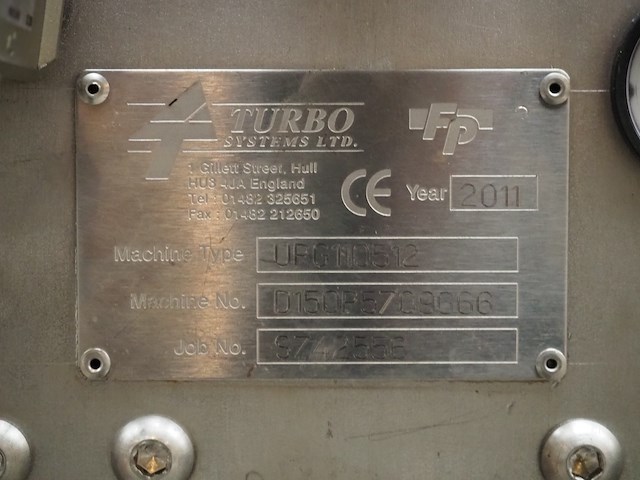 TURBO
SYSTEMS LTD.
FP
1 Gillett Street, Hull
HU3 4JA England
Tel : 01482 325651
Fax : 01482 212650
CE
Year 2011
Machine Type
Machine No.
Job No.